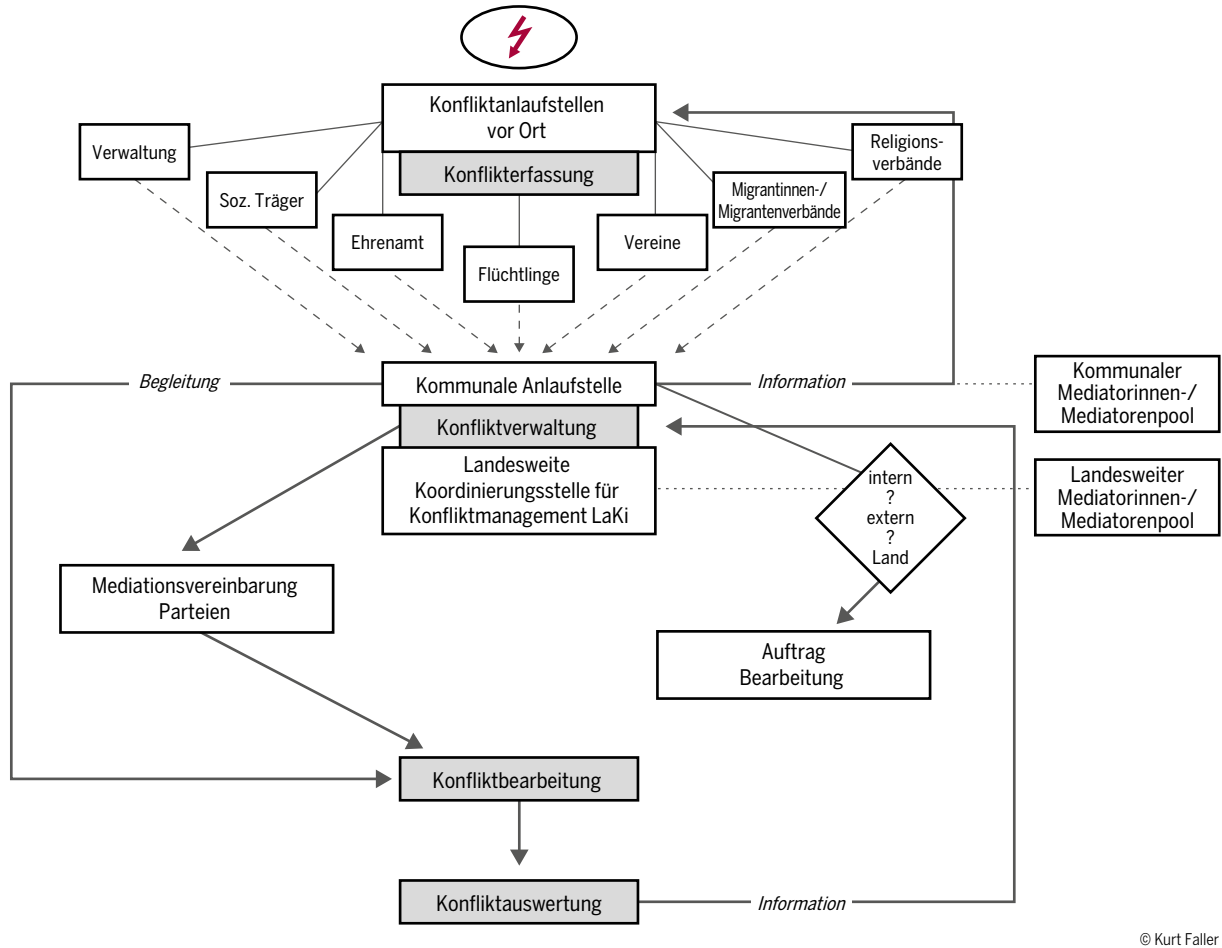 Konfliktanlaufstellen
vor Ort
Konflikterfassung
Verwaltung
Soz. Träger
Ehrenamt
Flüchtlinge
Vereine
Migrantinnen-/
Migrantenverbände
Religions-
verbände
Begleitung
Kommunale Anlaufstelle
Information
Konfliktverwaltung
Landesweite
Koordinierungsstelle für
Konfliktmanagement LaKi
Kommunaler
Mediatorinnen-/
Mediatorenpool
Landesweiter
Mediatorinnen-/
Mediatorenpool
intern
?
extern
?
Land
Mediationsvereinbarung
Parteien
Auftrag
Bearbeitung
Konfliktbearbeitung
Konfliktauswertung
Information
© Kurt Faller